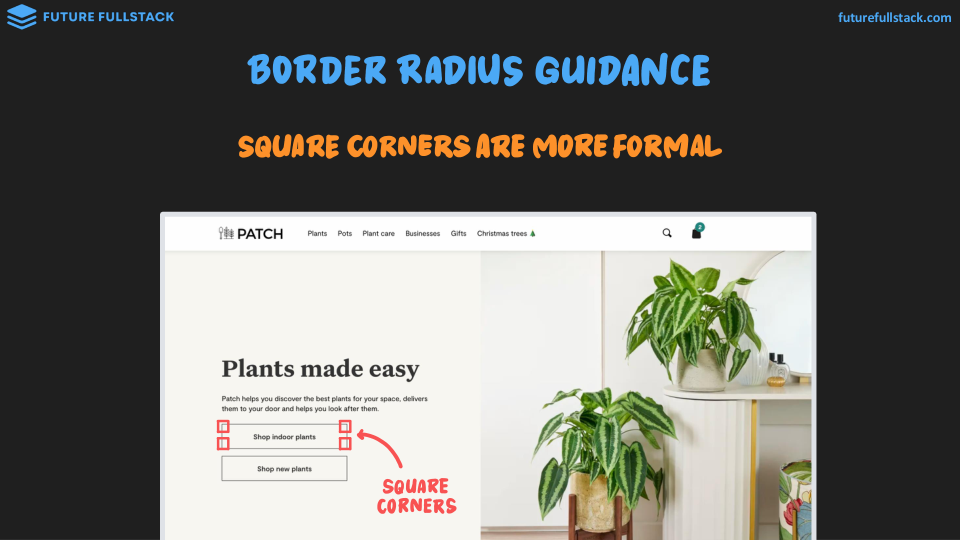 FUTURE FULLSTACK
futurefullstack.com
BORDER RADIUS GUIDANCE
SQUARE CORNERS ARE MORE FORMAL
PATCH
Plants Pots Plant care Businesses Gifts Christmas trees
2
Plants made easy
Patch helps you discover the best plants for your space, delivers
them to your door and helps you look after them.
Shop indoor plants
Shop new plants
SQUARE
CORNERS